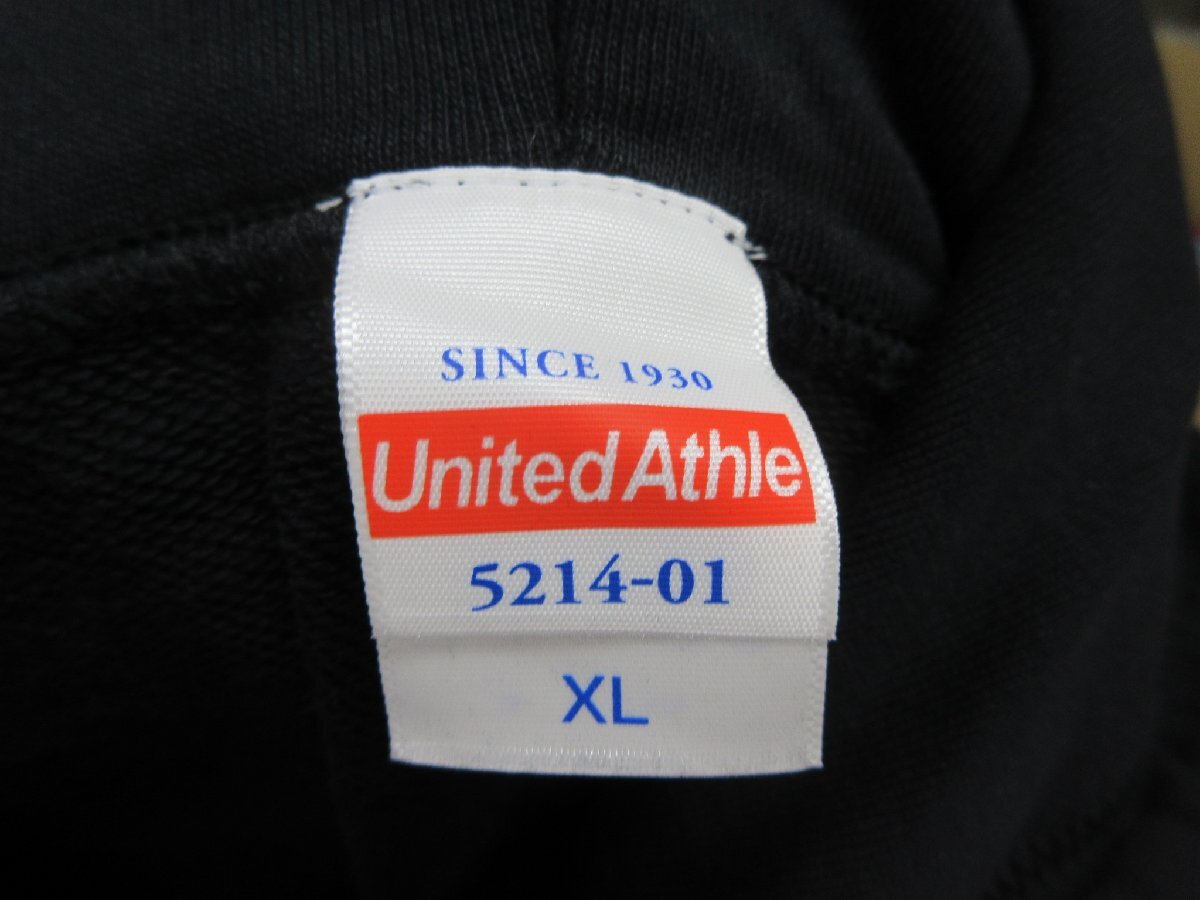 SINCE 1930
United Athle
5214-01
XL